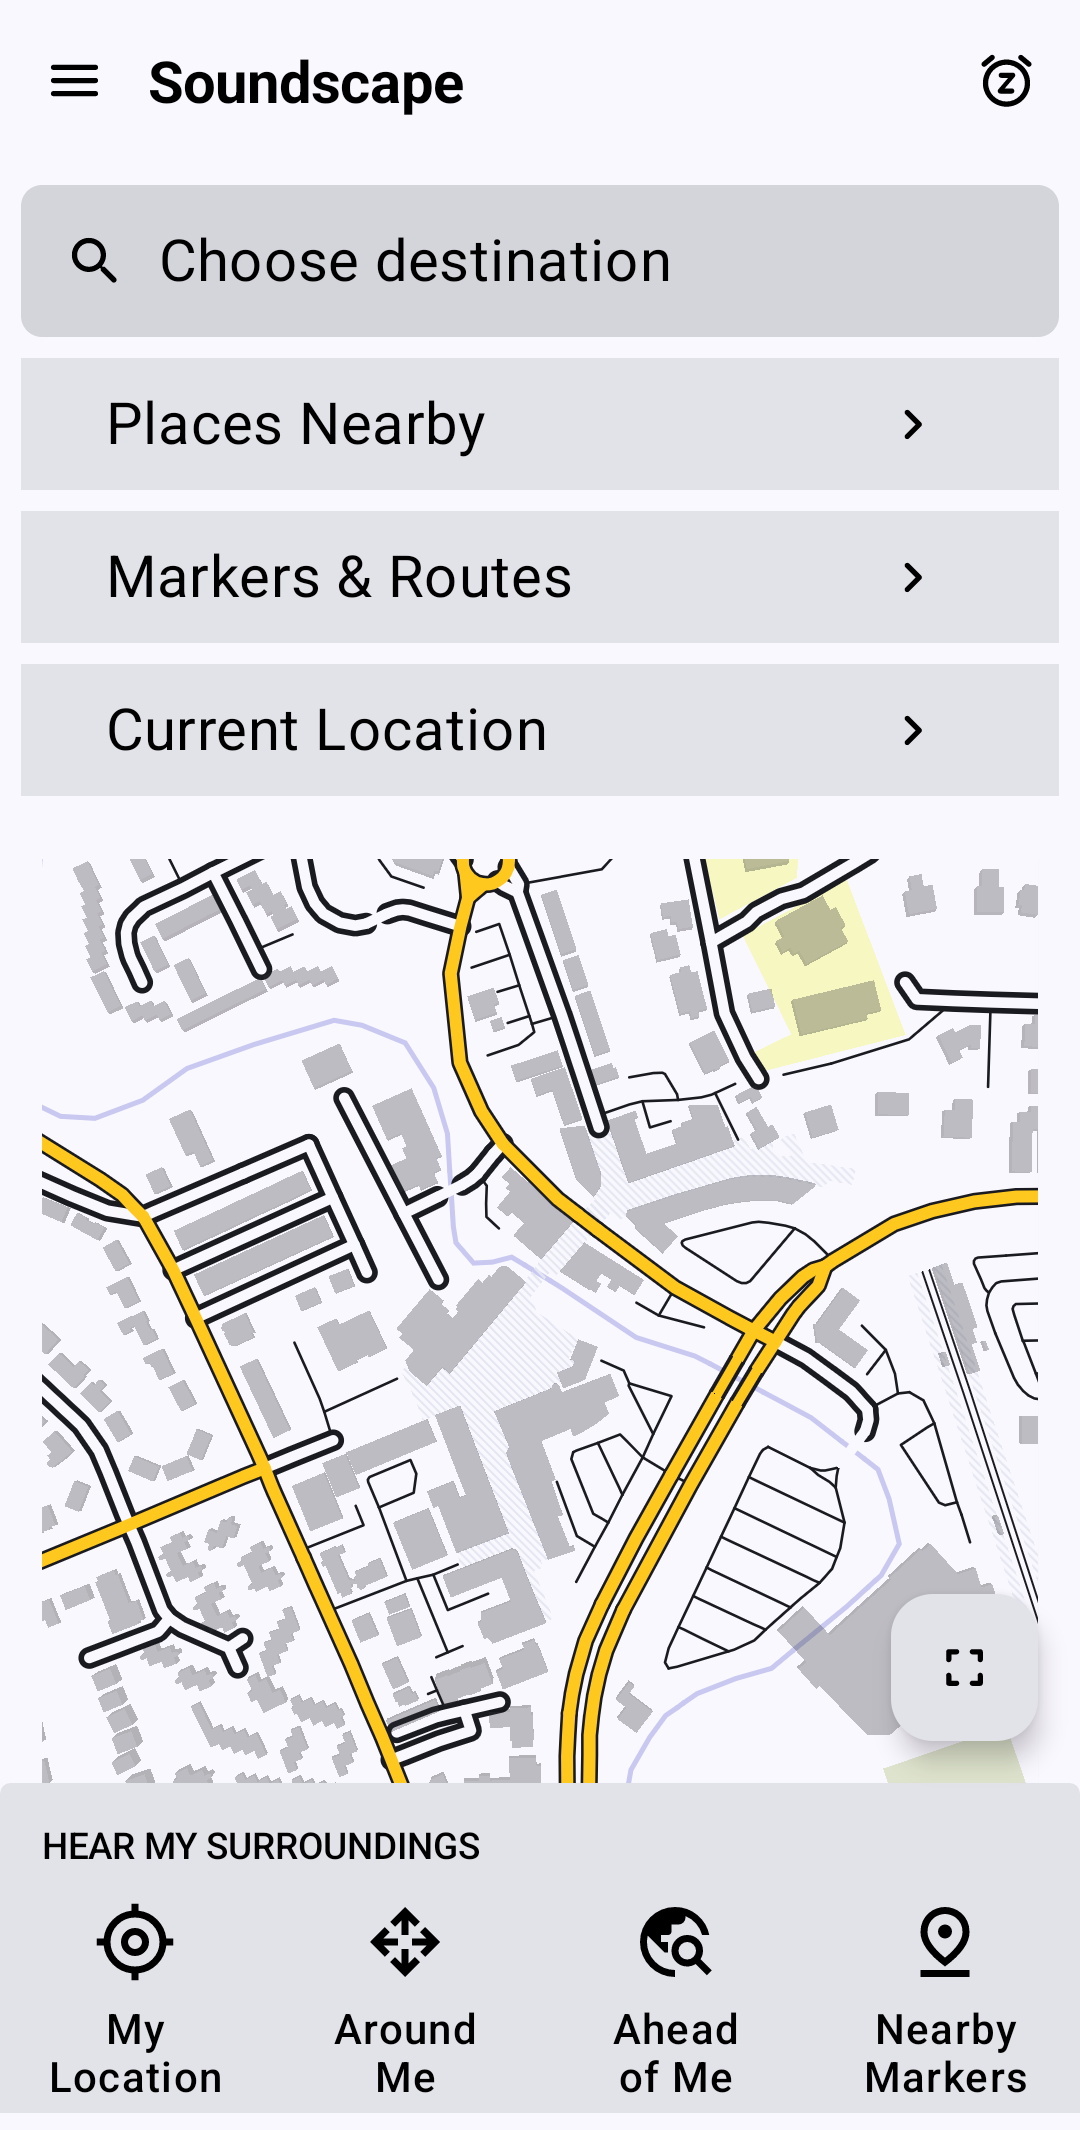 Soundscape
Choose destination
Places Nearby
Markers & Routes
Current Location
HEAR MY SURROUNDINGS
My
Location
Around
Me
Ahead
of Me
Nearby
Markers